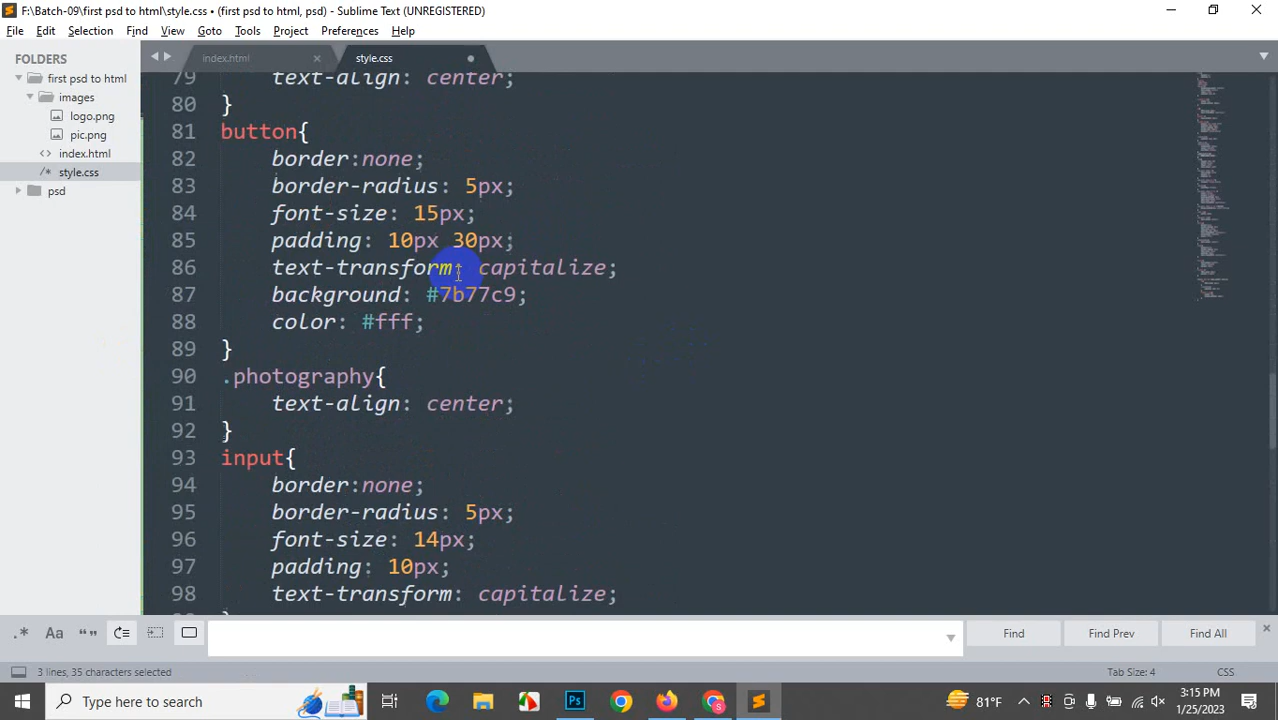 F:\Batch-09\first psd to html\style.css • (first psd to html, psd) - Sublime Text (UNREGISTERED)
File Edit Selection Find View Goto Tools Project Preferences Help
FOLDERS
first psd to html
images
logo.png
pic.png
index.html
/* style.css
psd
index.html
style.css
79 text-align: center;
80 }
81 button{
82 border:none;
83 border-radius: 5px;
84 font-size: 15px;
85 padding: 10px 30px;
86 text-transform: capitalize;
87 background: #7b77c9;
88 color: #fff;
89 }
90 .photography{
91 text-align: center;
92 }
93 input{
94 border:none;
95 border-radius: 5px;
96 font-size: 14px;
97 padding: 10px;
98 text-transform: capitalize;
.* Aa “” Find Find Prev Find All
3 lines, 35 characters selected Tab Size: 4 CSS
Type here to search Ps S 81°F 3:15 PM
1/25/2023